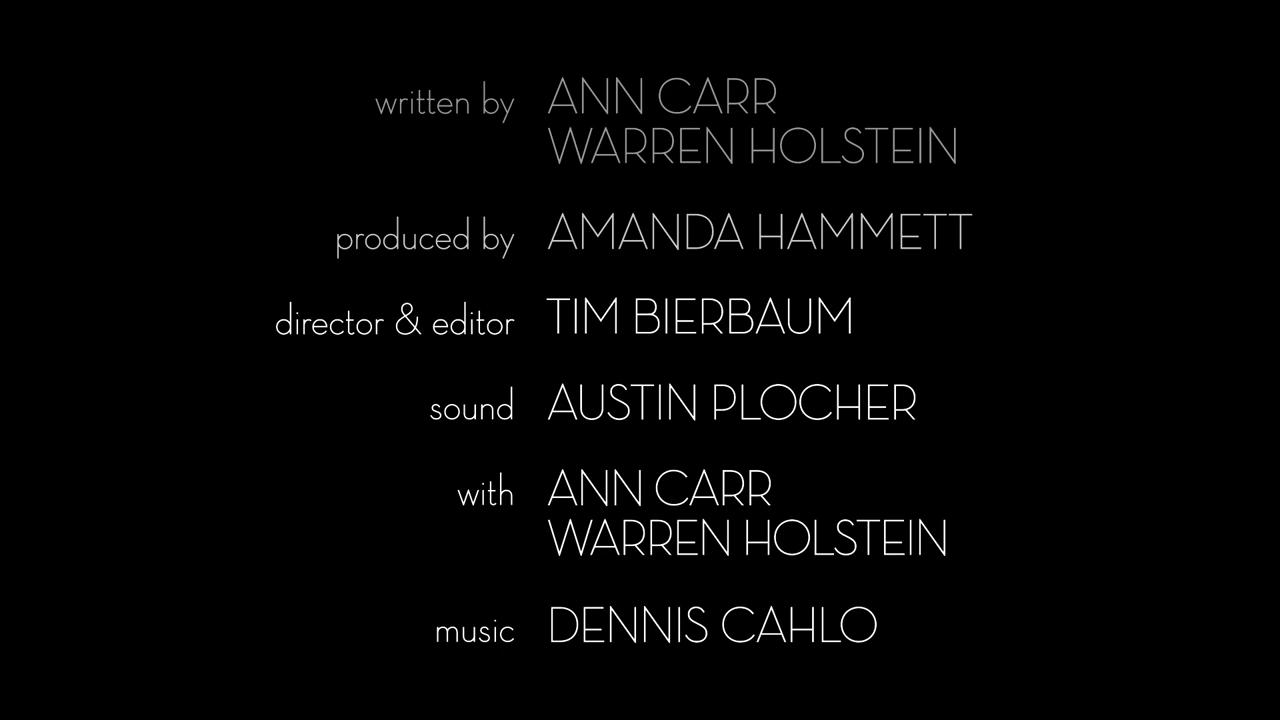 written by ANN CARR
WARREN HOLSTEIN
produced by AMANDA HAMMETT
director & editor TIM BIERBAUM
sound AUSTIN PLOCHER
with ANN CARR
WARREN HOLSTEIN
music DENNIS CAHLO